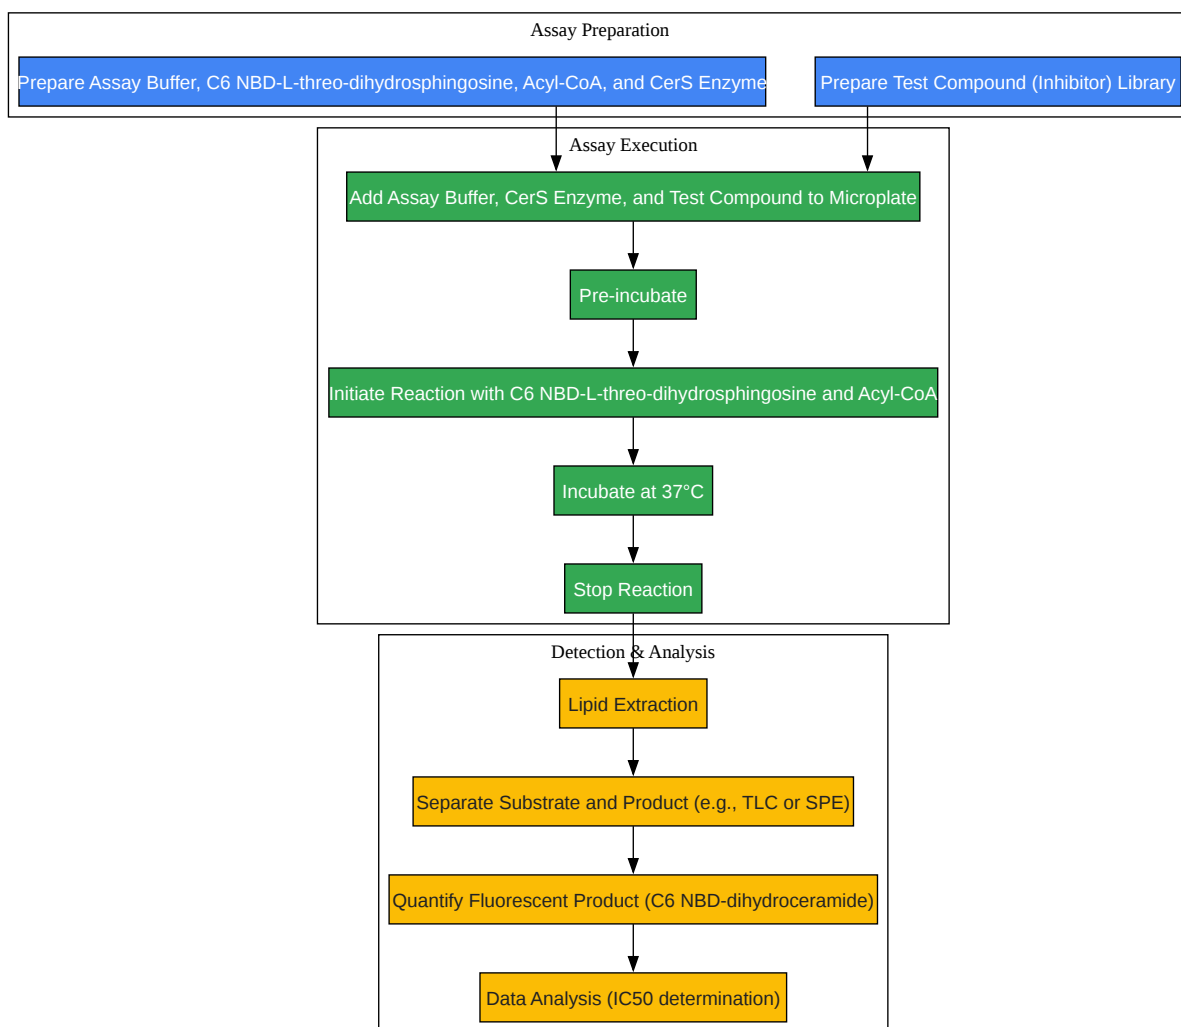 Assay Preparation
Prepare Assay Buffer, C6 NBD-L-threo-dihydrosphingosine, Acyl-CoA, and CerS Enzyme
Prepare Test Compound (Inhibitor) Library
Assay Execution
Add Assay Buffer, CerS Enzyme, and Test Compound to Microplate
Pre-incubate
Initiate Reaction with C6 NBD-L-threo-dihydrosphingosine and Acyl-CoA
Incubate at 37°C
Stop Reaction
Detection & Analysis
Lipid Extraction
Separate Substrate and Product (e.g., TLC or SPE)
Quantify Fluorescent Product (C6 NBD-dihydroceramide)
Data Analysis (IC50 determination)